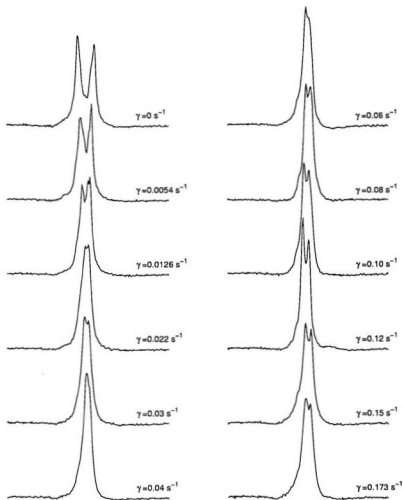 γ=0 s⁻¹
γ=0.0054 s⁻¹
γ=0.0126 s⁻¹
γ=0.022 s⁻¹
γ=0.03 s⁻¹
γ=0.04 s⁻¹
γ=0.06 s⁻¹
γ=0.08 s⁻¹
γ=0.10 s⁻¹
γ=0.12 s⁻¹
γ=0.15 s⁻¹
γ=0.173 s⁻¹